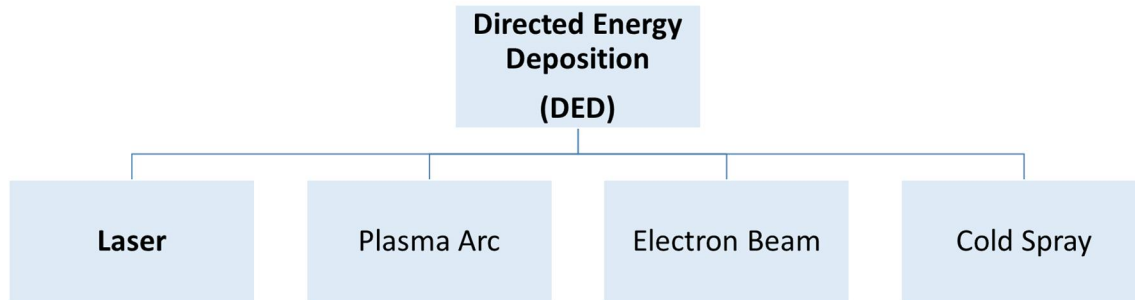 Directed Energy
Deposition
(DED)
Laser
Plasma Arc
Electron Beam
Cold Spray